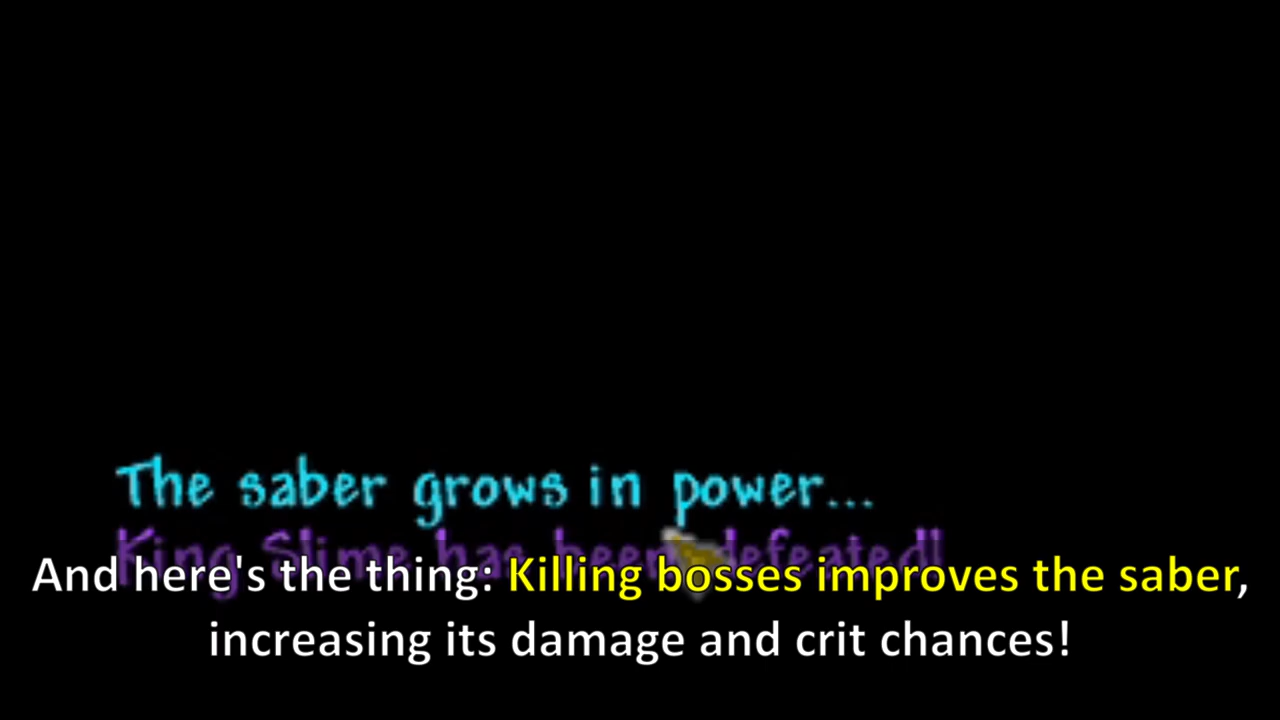 The saber grows in power...
King Slime has been defeated!
And here's the thing: Killing bosses improves the saber,
increasing its damage and crit chances!